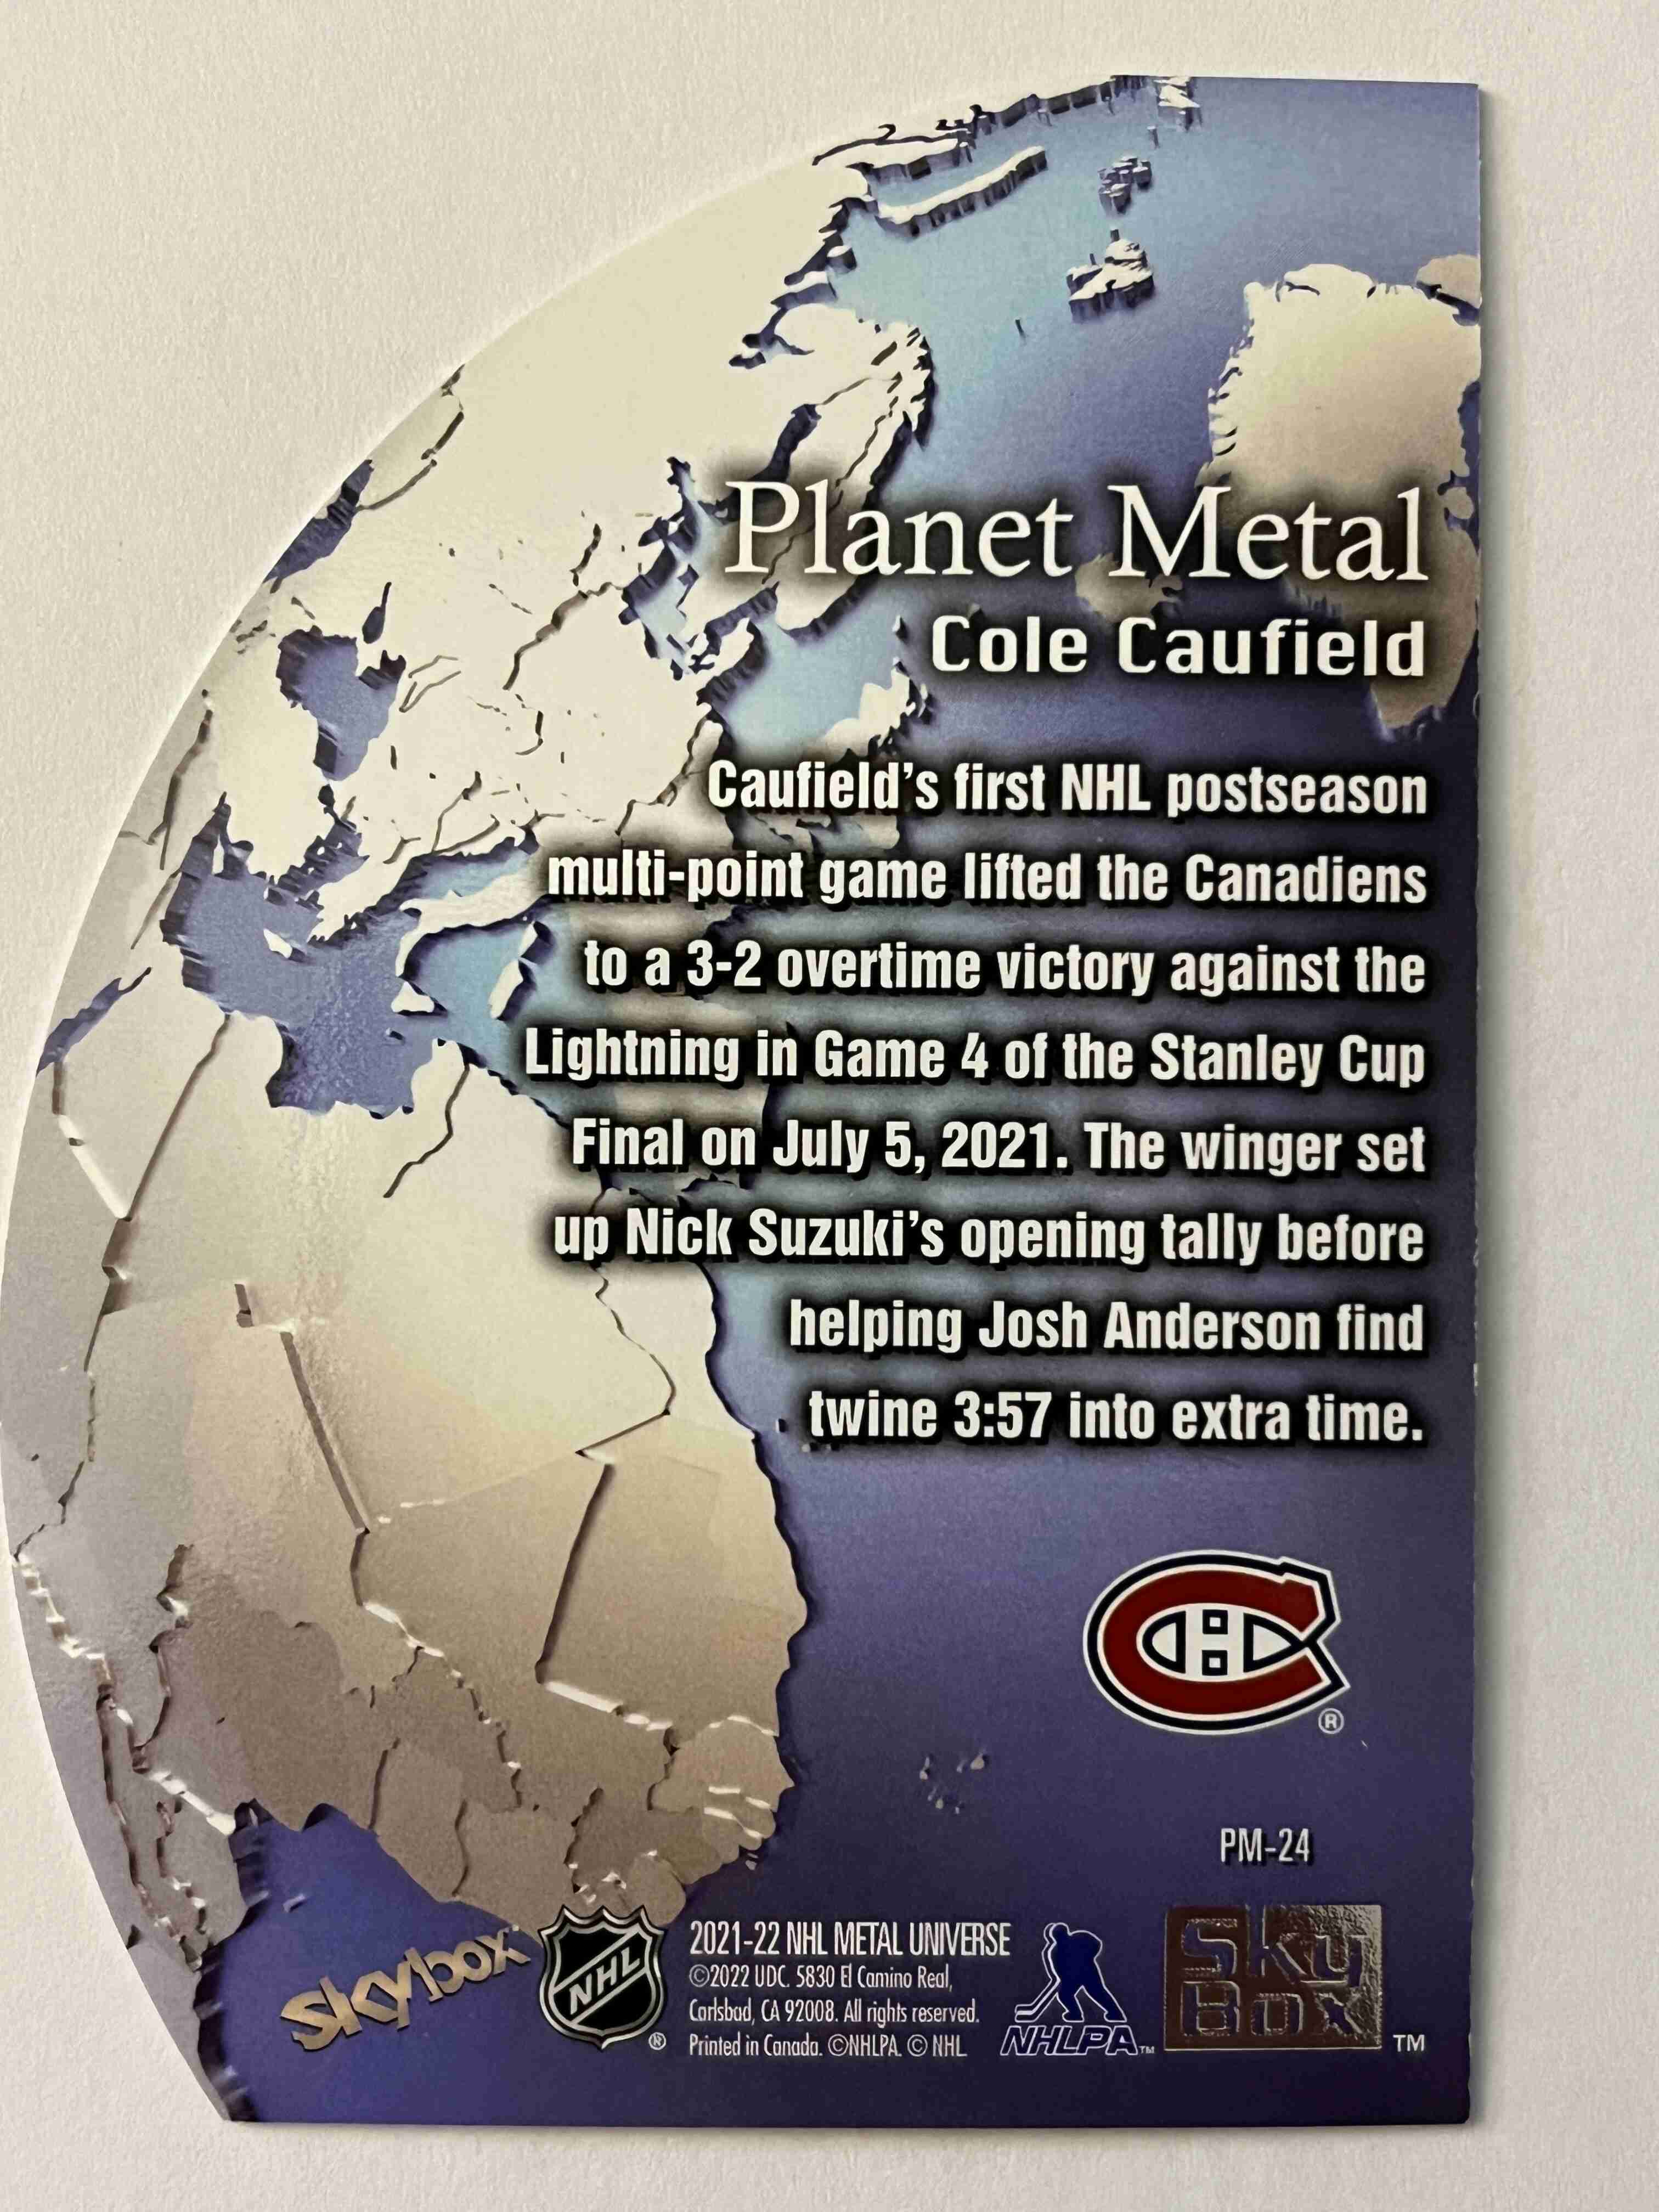 Planet Metal
Cole Caufield
Caufield's first NHL postseason
multi-point game lifted the Canadiens
to a 3-2 overtime victory against the
Lightning in Game 4 of the Stanley Cup
Final on July 5, 2021. The winger set
up Nick Suzuki's opening tally before
helping Josh Anderson find
twine 3:57 into extra time.
CH
®
PM-24
skybox
NHL
®
2021-22 NHL METAL UNIVERSE
©2022 UDC. 5830 El Camino Real,
Carlsbad, CA 92008. All rights reserved.
Printed in Canada. ©NHLPA. © NHL.
NHLPA™
Sky
Box
™